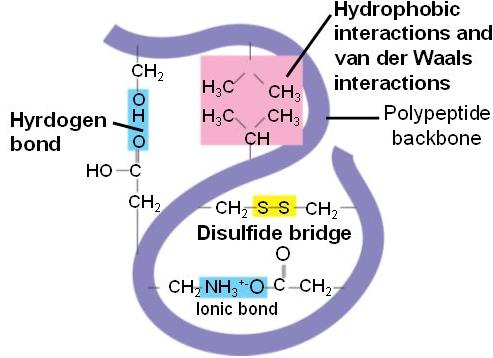 Hydrophobic
interactions and
van der Waals
interactions
CH₂
OH
O
Hyrdogen
bond
H₃C CH₃
H₃C CH₃
CH
Polypeptide
backbone
HO C
CH₂
CH₂ S S CH₂
Disulfide bridge
O
CH₂ NH₃⁺⁻O C CH₂
Ionic bond